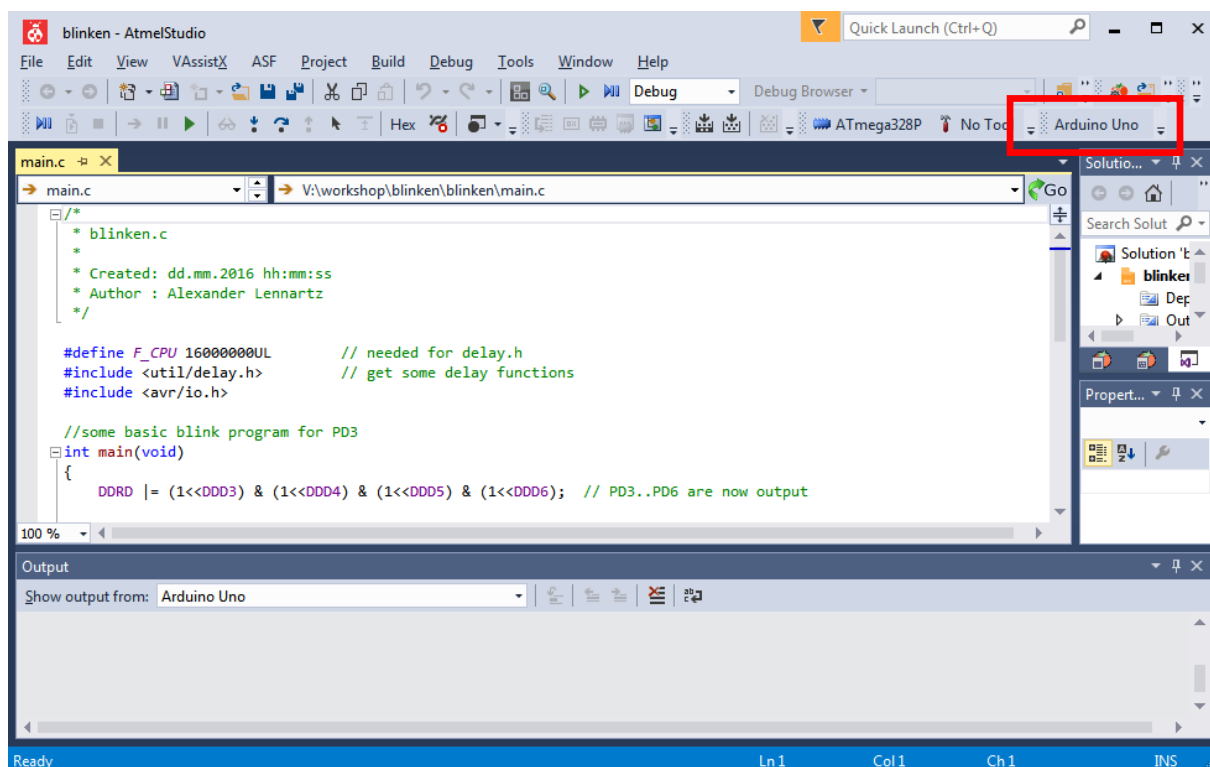 blinken - AtmelStudio
Quick Launch (Ctrl+Q)
File Edit View VAssistX ASF Project Build Debug Tools Window Help
Debug Debug Browser
Hex ATmega328P No Too Arduino Uno
main.c Solutio...
main.c V:\workshop\blinken\blinken\main.c Go
/*
* blinken.c
*
* Created: dd.mm.2016 hh:mm:ss
* Author : Alexander Lennartz
*/
#define F_CPU 16000000UL // needed for delay.h
#include <util/delay.h> // get some delay functions
#include <avr/io.h>
//some basic blink program for PD3
int main(void)
{
DDRD |= (1<<DDD3) & (1<<DDD4) & (1<<DDD5) & (1<<DDD6); // PD3..PD6 are now output
100 %
Search Solut
Solution 'b
blinken
Dep
Out
Propert...
Output
Show output from: Arduino Uno
Ready Ln 1 Col 1 Ch 1 INS